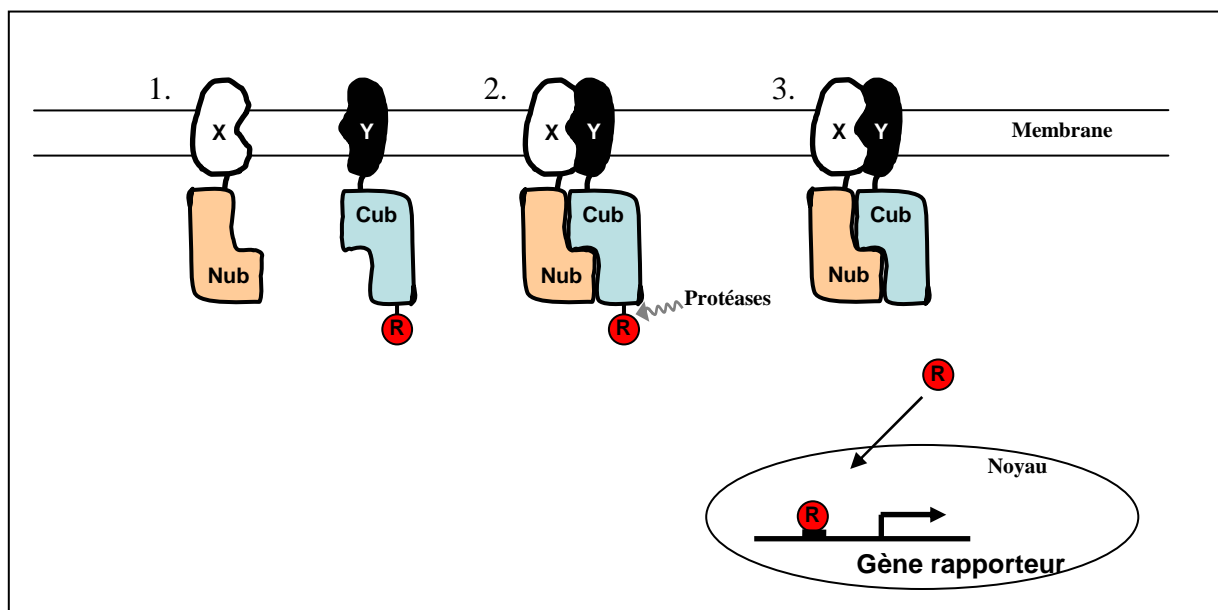 1.
2.
3.
X
Y
X
Y
X
Y
Membrane
Cub
Cub
Cub
Nub
Nub
Nub
Protéases
R
R
R
Noyau
R
Gène rapporteur